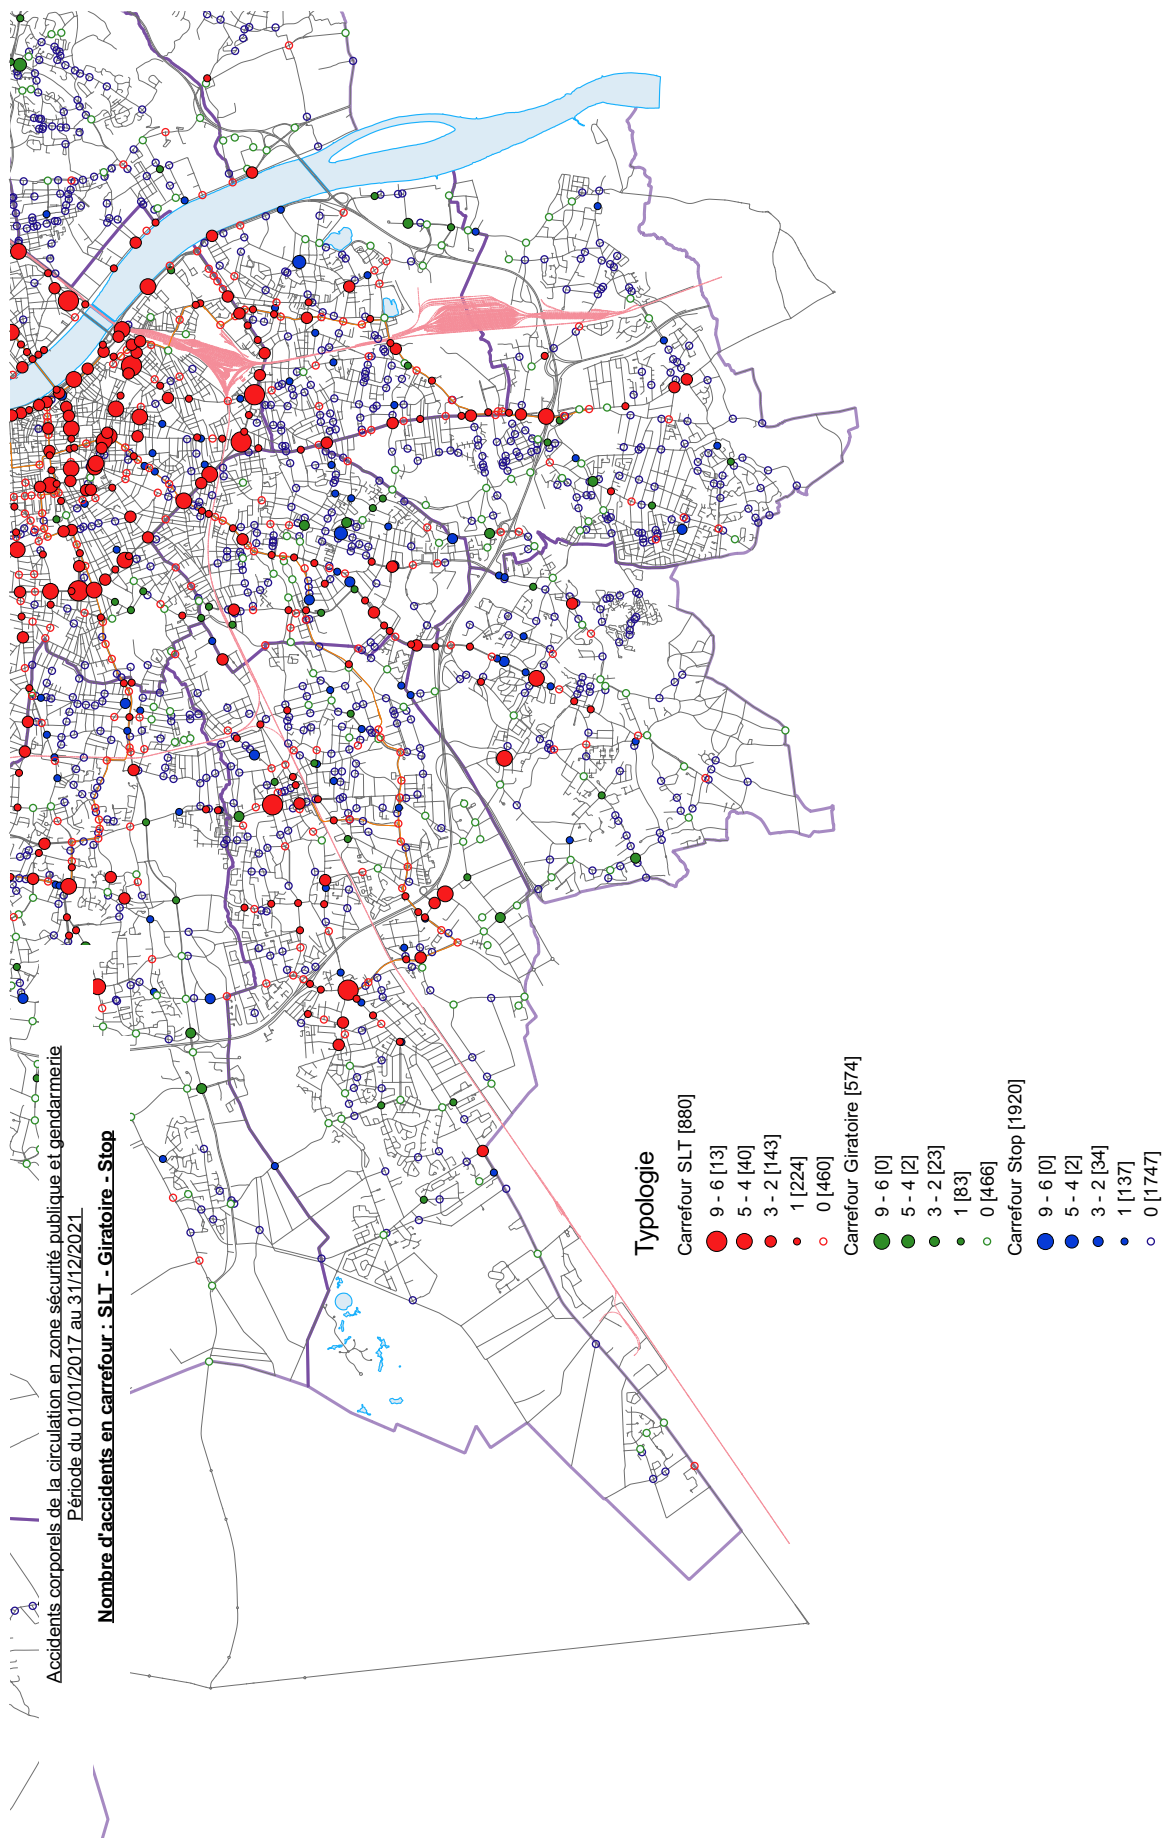 Accidents corporels de la circulation en zone sécurité publique et gendarmerie
Période du 01/01/2017 au 31/12/2021
Nombre d'accidents en carrefour : SLT - Giratoire - Stop
Typologie
Carrefour SLT [880]
9 - 6 [13]
5 - 4 [40]
3 - 2 [143]
1 [224]
0 [460]
Carrefour Giratoire [574]
9 - 6 [0]
5 - 4 [2]
3 - 2 [23]
1 [83]
0 [466]
Carrefour Stop [1920]
9 - 6 [0]
5 - 4 [2]
3 - 2 [34]
1 [137]
0 [1747]